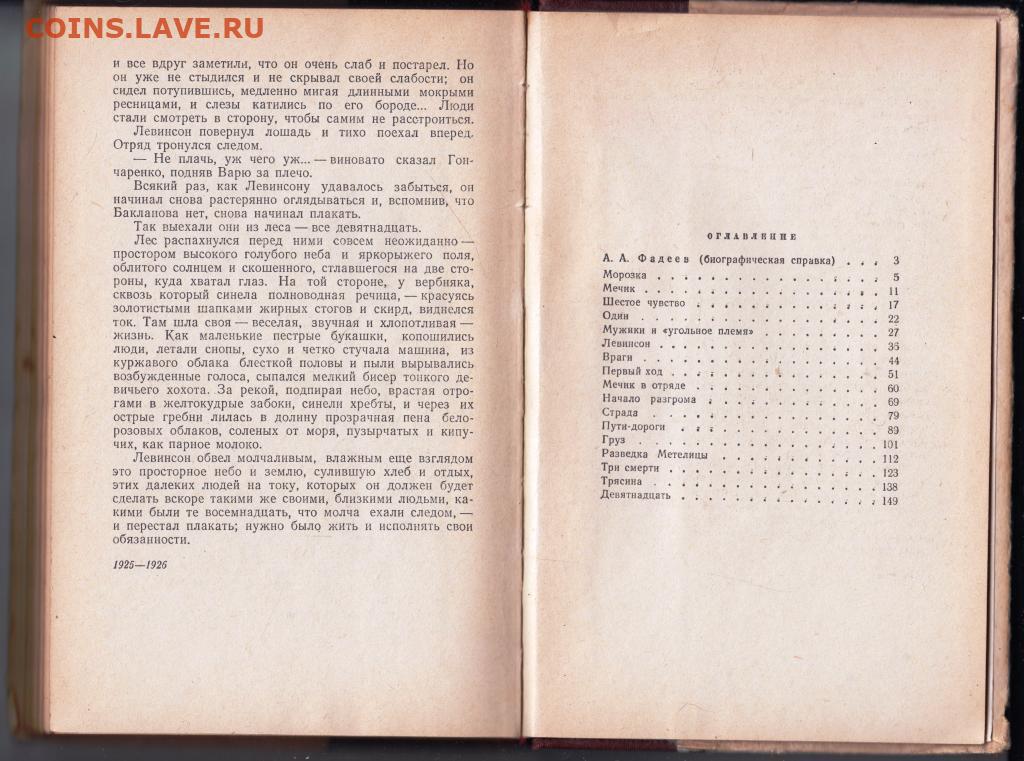 COINS.LAVE.RU
и все вдруг заметили, что он очень слаб и постарел. Но
он уже не стыдился и не скрывал своей слабости; он
сидел потупившись, медленно мигая длинными мокрыми
ресницами, и слезы катились по его бороде... Люди
стали смотреть в сторону, чтобы самим не расстроиться.
Левинсон повернул лошадь и тихо поехал вперед.
Отряд тронулся следом.
— Не плачь, уж чего уж... — виновато сказал Гон-
чаренко, подняв Варю за плечо.
Всякий раз, как Левинсону удавалось забыться, он
начинал снова растерянно оглядываться и, вспомнив, что
Бакланова нет, снова начинал плакать.
Так выехали они из леса — все девятнадцать.
Лес распахнулся перед ними совсем неожиданно —
простором высокого голубого неба и яркорыжего поля,
облитого солнцем и скошенного, стлавшегося на две сто-
роны, куда хватал глаз. На той стороне, у вербняка,
сквозь который синела полноводная речица, — красуясь
золотистыми шапками жирных стогов и скирд, виднелся
ток. Там шла своя — веселая, звучная и хлопотливая —
жизнь. Как маленькие пестрые букашки, копошились
люди, летали снопы, сухо и четко стучала машина, из
куржавого облака блесткой половы и пыли вырывались
возбужденные голоса, сыпался мелкий бисер тонкого де-
вичьего хохота. За рекой, подпирая небо, врастая отро-
гами в желтокудрые забоки, синели хребты, и через их
острые гребни лилась в долину прозрачная пена бело-
розовых облаков, соленых от моря, пузырчатых и кипу-
чих, как парное молоко.
Левинсон обвел молчаливым, влажным еще взглядом
это просторное небо и землю, сулившую хлеб и отдых,
этих далеких людей на току, которых он должен будет
сделать вскоре такими же своими, близкими людьми, ка-
кими были те восемнадцать, что молча ехали следом, —
и перестал плакать; нужно было жить и исполнять свои
обязанности.
1925—1926
ОГЛАВЛЕНИЕ
А. А. Фадеев (биографическая справка) . . . 3
Морозка . . . 5
Мечик . . . 11
Шестое чувство . . . 17
Один . . . 22
Мужики и «угольное племя» . . . 27
Левинсон . . . 36
Враги . . . 44
Первый ход . . . 51
Мечик в отряде . . . 60
Начало разгрома . . . 69
Страда . . . 79
Пути-дороги . . . 89
Груз . . . 101
Разведка Метелицы . . . 112
Три смерти . . . 123
Трясина . . . 138
Девятнадцать . . . 149